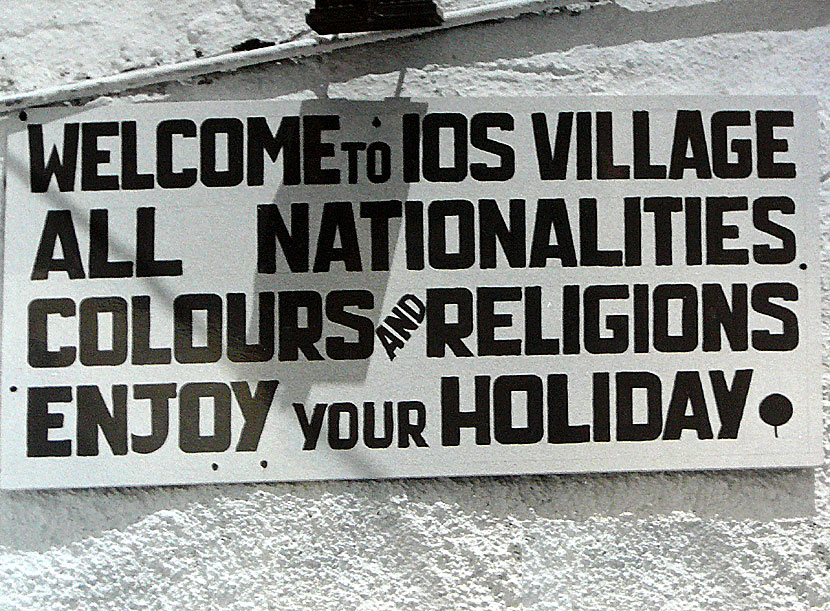 WELCOME TO IOS VILLAGE
ALL NATIONALITIES
COLOURS AND RELIGIONS
ENJOY YOUR HOLIDAY.